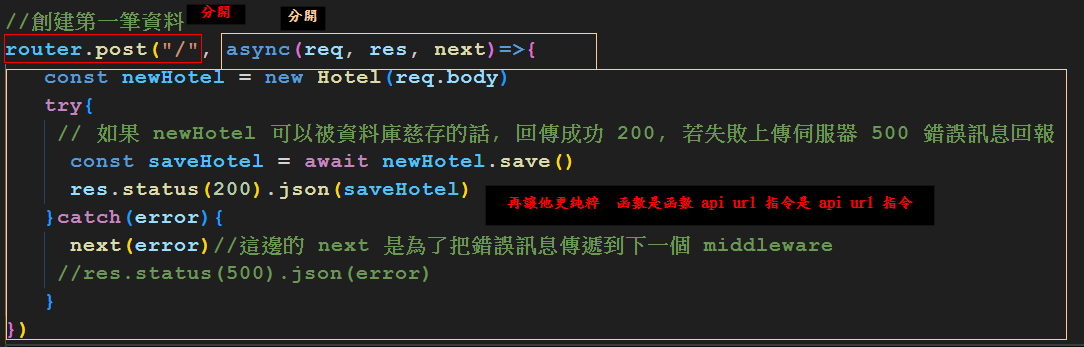 //創建第一筆資料 分開 分開
router.post("/", async(req, res, next)=>{
const newHotel = new Hotel(req.body)
try{
// 如果 newHotel 可以被資料庫慈存的話, 回傳成功 200, 若失敗上傳伺服器 500 錯誤訊息回報
const saveHotel = await newHotel.save()
res.status(200).json(saveHotel)
再讓他更純粹 函數是函數 api url 指令是 api url 指令
}catch(error){
next(error)//這邊的 next 是為了把錯誤訊息傳遞到下一個 middleware
//res.status(500).json(error)
}
})